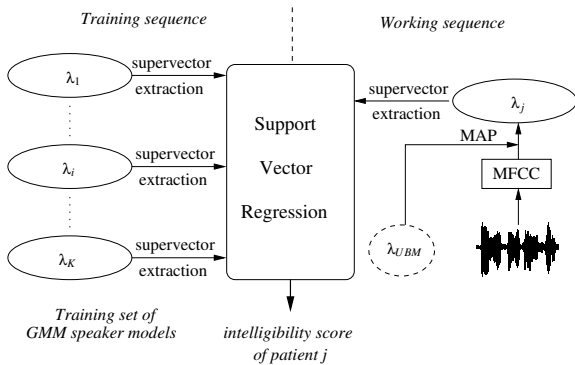 Training sequence
Working sequence
λ1
supervector
extraction
λi
supervector
extraction
λK
supervector
extraction
Support
Vector
Regression
supervector
extraction
λj
MAP
MFCC
λUBM
Training set of
GMM speaker models
intelligibility score
of patient j